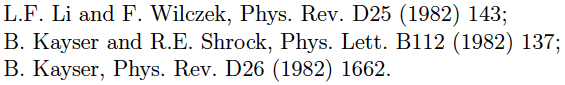 L.F. Li and F. Wilczek, Phys. Rev. D25 (1982) 143;
B. Kayser and R.E. Shrock, Phys. Lett. B112 (1982) 137;
B. Kayser, Phys. Rev. D26 (1982) 1662.